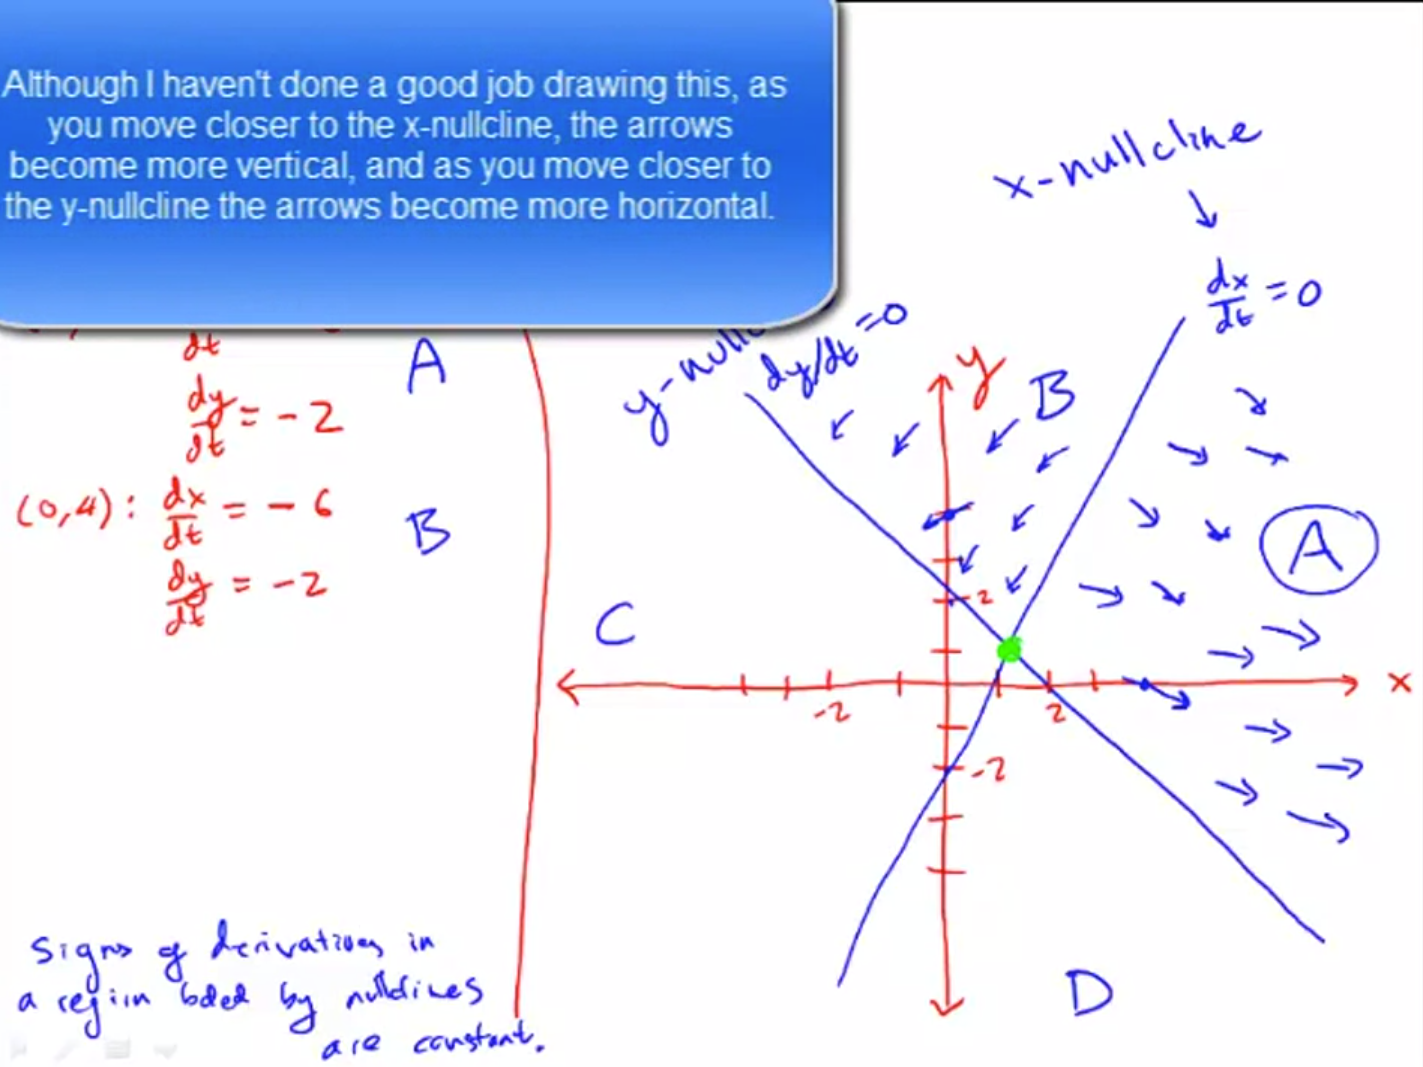 Although I haven't done a good job drawing this, as
you move closer to the x-nullcline, the arrows
become more vertical, and as you move closer to
the y-nullcline the arrows become more horizontal.
dt
A
dy/dt = -2
(0,4): dx/dt = -6
B
dy/dt = -2
Signs of derivatives in
a region bded by nullclines
are constant.
x-nullcline
dx/dt = 0
dy/dt =0
y
B
A
2
C
-2
2
x
-2
D